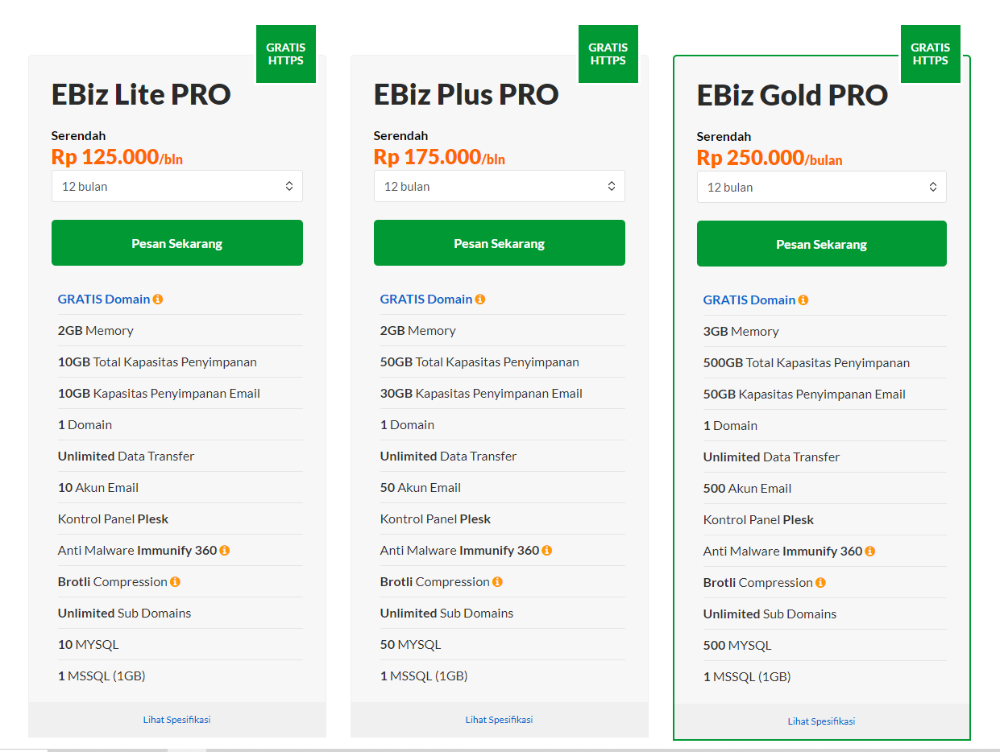 GRATIS
HTTPS
EBiz Lite PRO
Serendah
Rp 125.000/bln
12 bulan
Pesan Sekarang
GRATIS Domain
2GB Memory
10GB Total Kapasitas Penyimpanan
10GB Kapasitas Penyimpanan Email
1 Domain
Unlimited Data Transfer
10 Akun Email
Kontrol Panel Plesk
Anti Malware Immunify 360
Brotli Compression
Unlimited Sub Domains
10 MYSQL
1 MSSQL (1GB)
Lihat Spesifikasi
GRATIS
HTTPS
EBiz Plus PRO
Serendah
Rp 175.000/bln
12 bulan
Pesan Sekarang
GRATIS Domain
2GB Memory
50GB Total Kapasitas Penyimpanan
30GB Kapasitas Penyimpanan Email
1 Domain
Unlimited Data Transfer
50 Akun Email
Kontrol Panel Plesk
Anti Malware Immunify 360
Brotli Compression
Unlimited Sub Domains
50 MYSQL
1 MSSQL (1GB)
Lihat Spesifikasi
GRATIS
HTTPS
EBiz Gold PRO
Serendah
Rp 250.000/bulan
12 bulan
Pesan Sekarang
GRATIS Domain
3GB Memory
500GB Total Kapasitas Penyimpanan
50GB Kapasitas Penyimpanan Email
1 Domain
Unlimited Data Transfer
500 Akun Email
Kontrol Panel Plesk
Anti Malware Immunify 360
Brotli Compression
Unlimited Sub Domains
500 MYSQL
1 MSSQL (1GB)
Lihat Spesifikasi